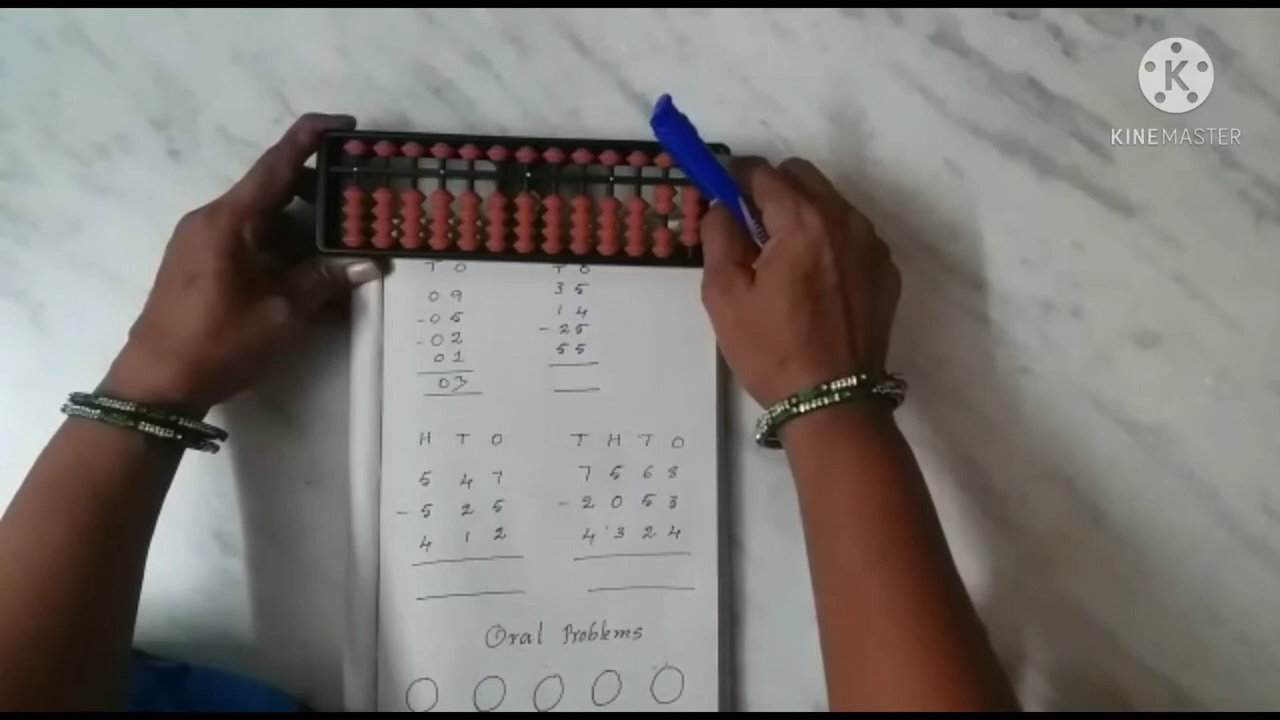 K
KINEMASTER
T O
0 9
-0 5
-0 2
0 1
0 3
T O
3 5
1 4
- 2 5
5 5
H T O
5 4 7
- 5 2 5
4 1 2
T H T O
7 5 6 8
- 2 0 5 3
4 3 2 4
Oral Problems